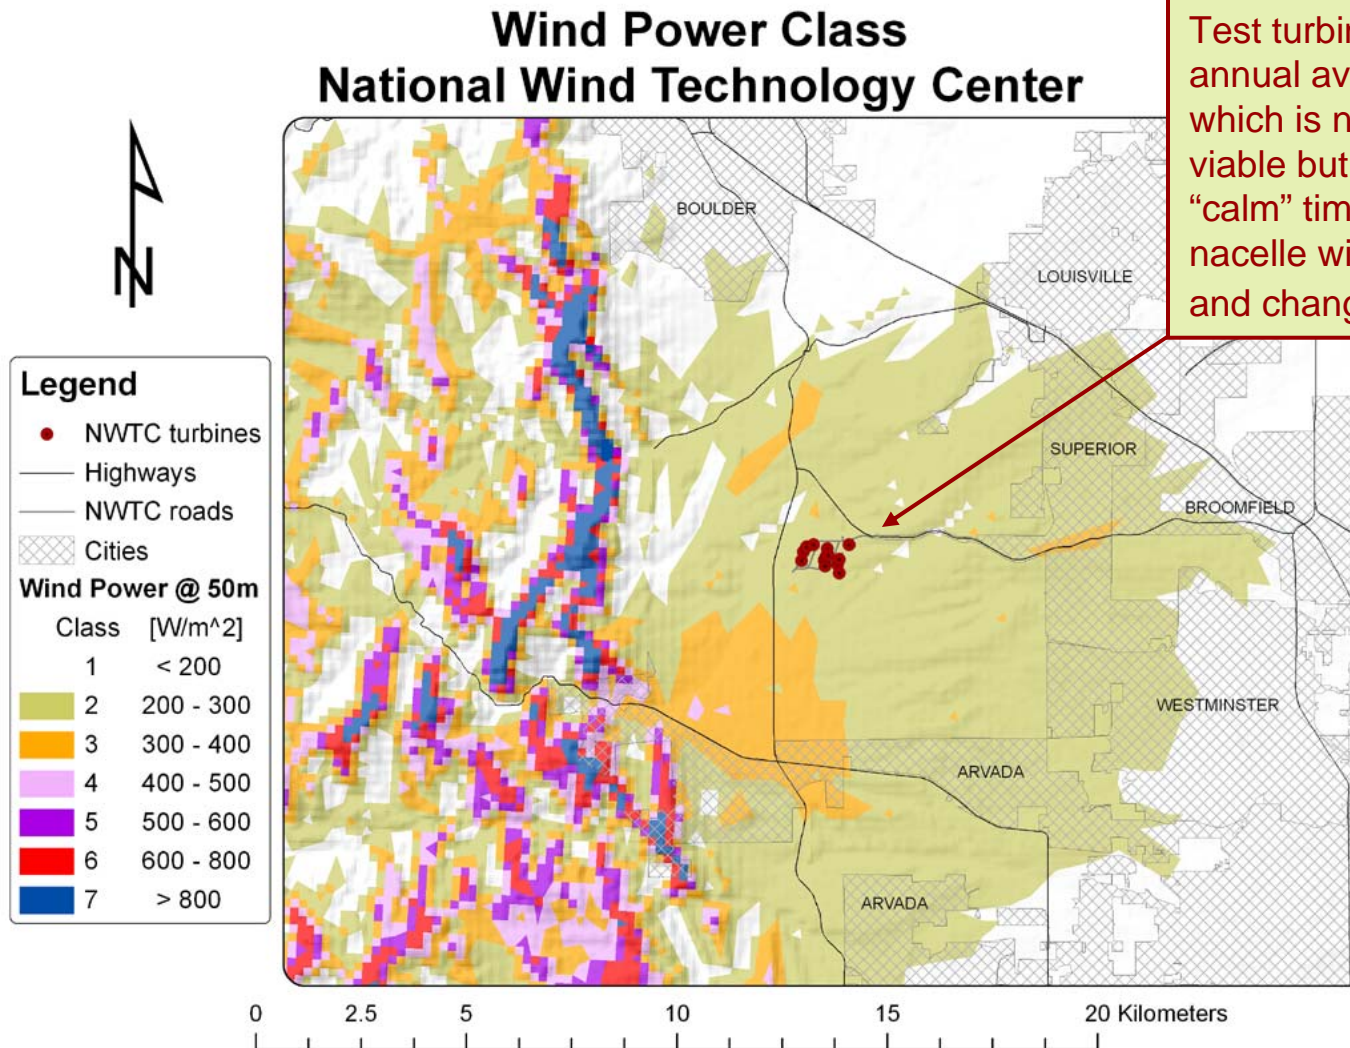 Wind Power Class
National Wind Technology Center
Test turbin
annual av
which is n
viable but
“calm” tim
nacelle wi
and chang
N
BOULDER
LOUISVILLE
SUPERIOR
BROOMFIELD
WESTMINSTER
ARVADA
ARVADA
Legend
NWTC turbines
Highways
NWTC roads
Cities
Wind Power @ 50m
Class [W/m^2]
1 < 200
2 200 - 300
3 300 - 400
4 400 - 500
5 500 - 600
6 600 - 800
7 > 800
0 2.5 5 10 15 20 Kilometers